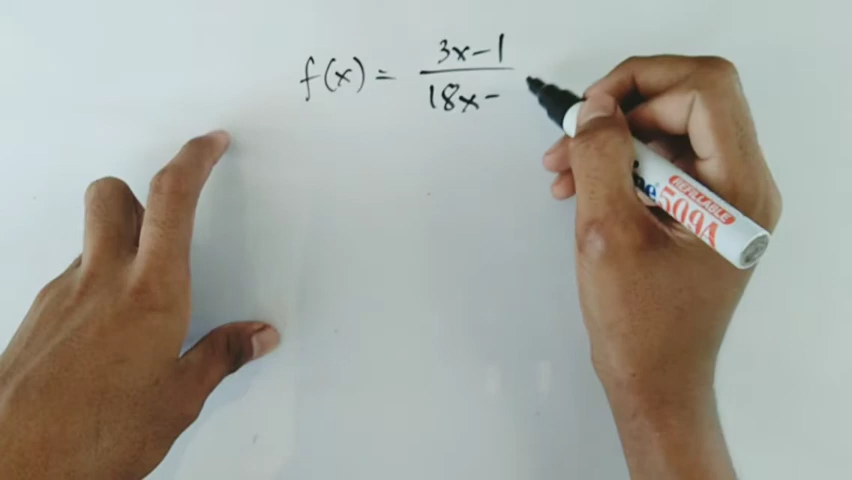 f(x) = 3x-1
18x-
REFILLABLE
509A